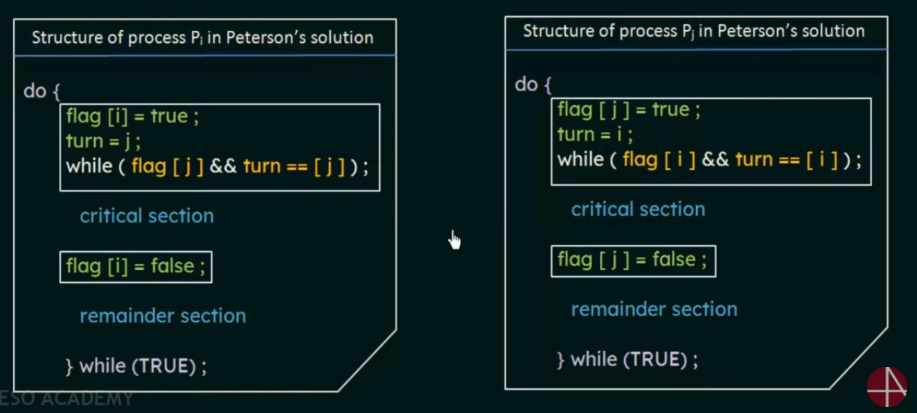 Structure of process Pᵢ in Peterson's solution
do {
flag [i] = true ;
turn = j ;
while ( flag [ j ] && turn == [ j ] ) ;
critical section
flag [i] = false ;
remainder section
} while (TRUE) ;
Structure of process Pⱼ in Peterson's solution
do {
flag [ j ] = true ;
turn = i ;
while ( flag [ i ] && turn == [ i ] ) ;
critical section
flag [ j ] = false ;
remainder section
} while (TRUE) ;
ESO ACADEMY